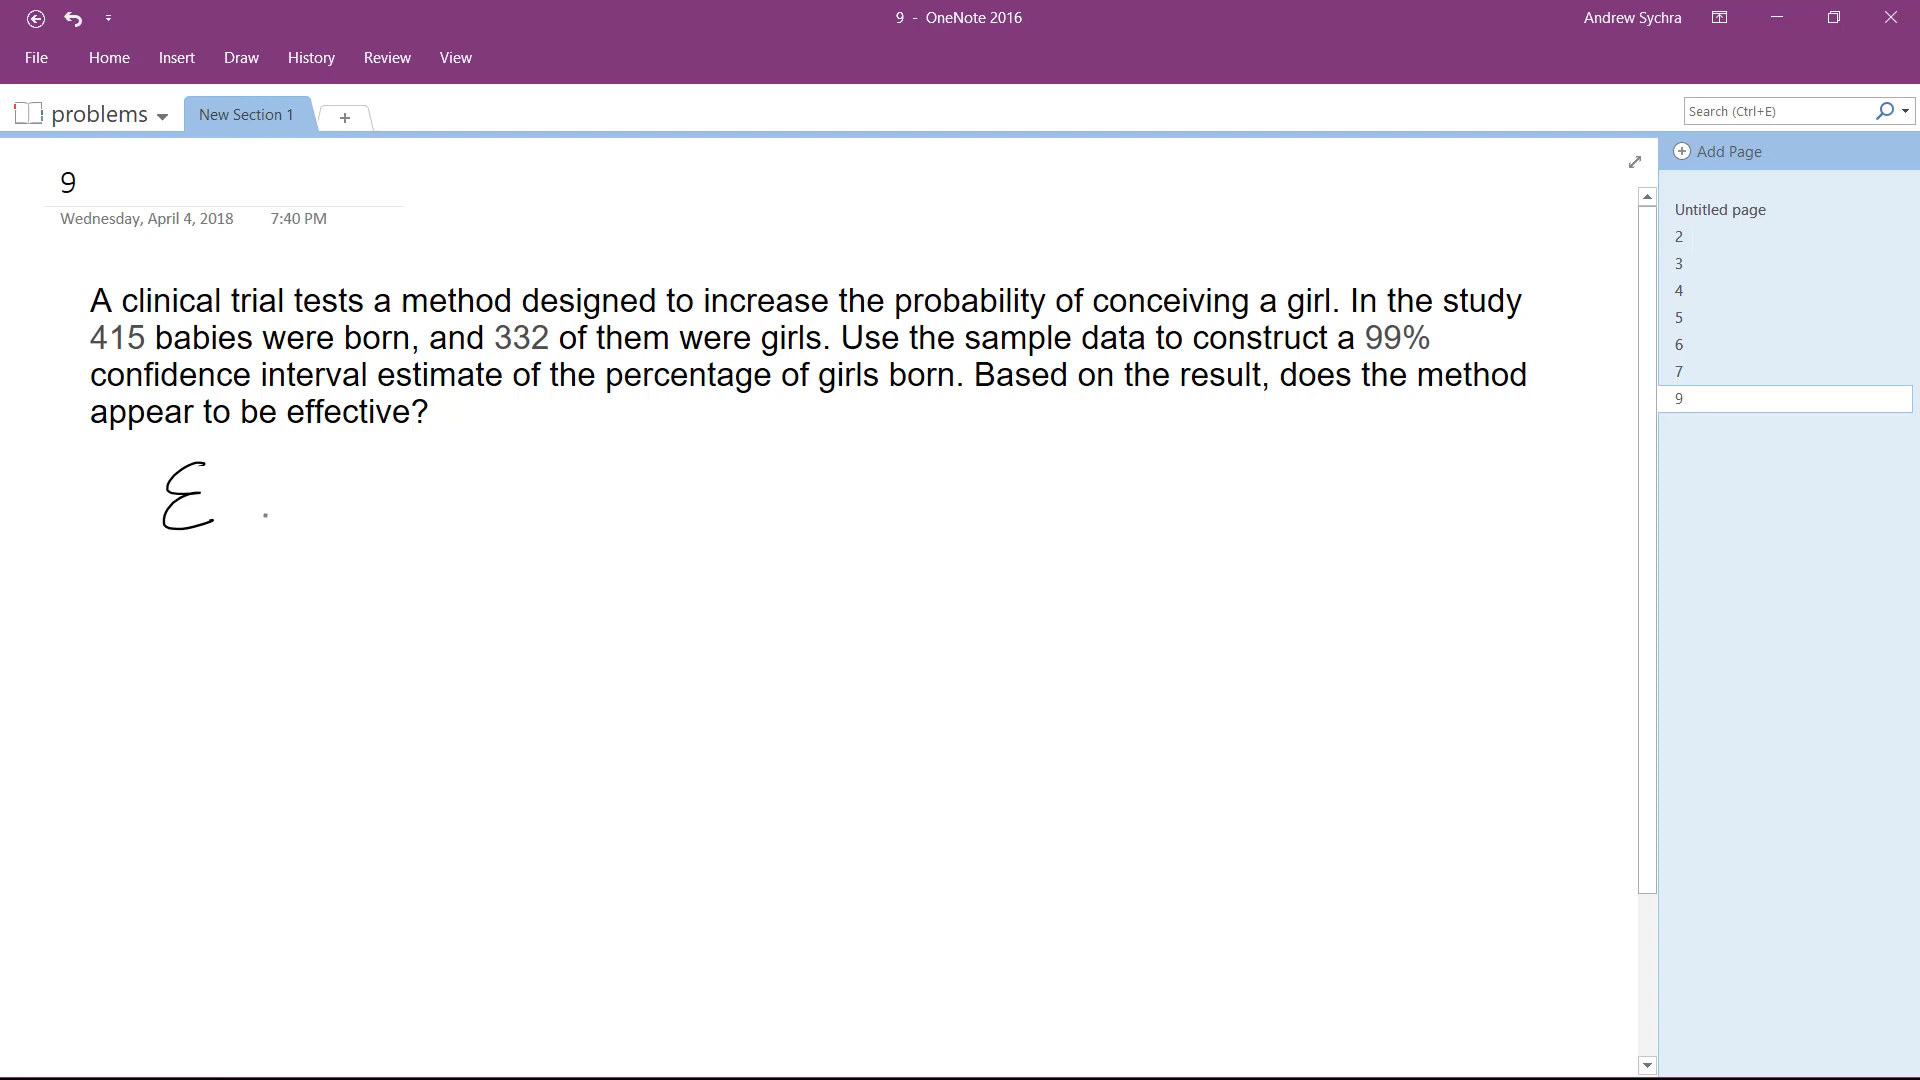 9 - OneNote 2016
Andrew Sychra
File Home Insert Draw History Review View
problems
New Section 1
+
Search (Ctrl+E)
Add Page
9
Wednesday, April 4, 2018 7:40 PM
A clinical trial tests a method designed to increase the probability of conceiving a girl. In the study
415 babies were born, and 332 of them were girls. Use the sample data to construct a 99%
confidence interval estimate of the percentage of girls born. Based on the result, does the method
appear to be effective?
E
Untitled page
2
3
4
5
6
7
9